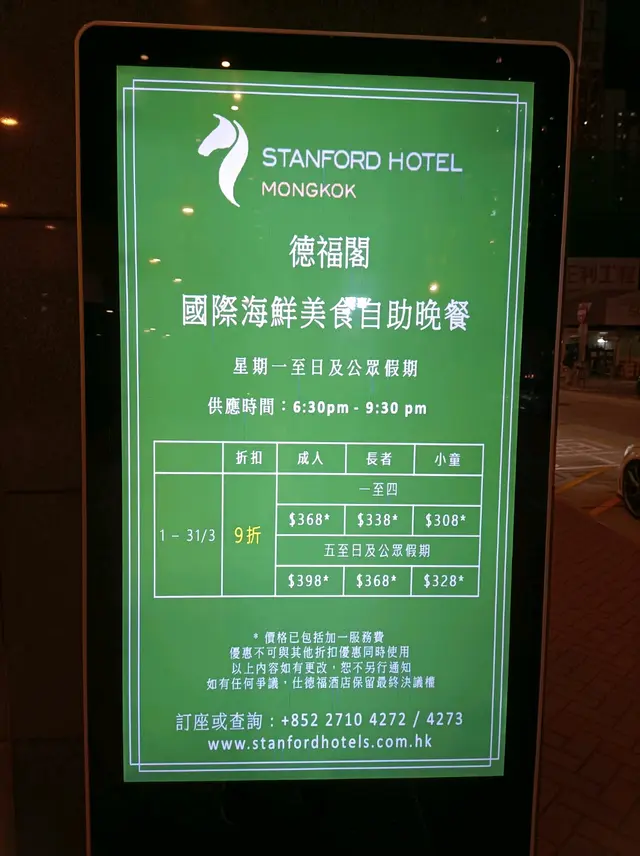 STANFORD HOTEL
MONGKOK
德福閣
國際海鮮美食自助晚餐
星期一至日及公眾假期
供應時間：6:30pm - 9:30 pm
折扣 成人 長者 小童
一至四
1 – 31/3 9折 $368* $338* $308*
五至日及公眾假期
$398* $368* $328*
* 價格已包括加一服務費
優惠不可與其他折扣優惠同時使用
以上內容如有更改，恕不另行通知
如有任何爭議，仕德福酒店保留最終決議權
訂座或查詢：+852 2710 4272 / 4273
www.stanfordhotels.com.hk